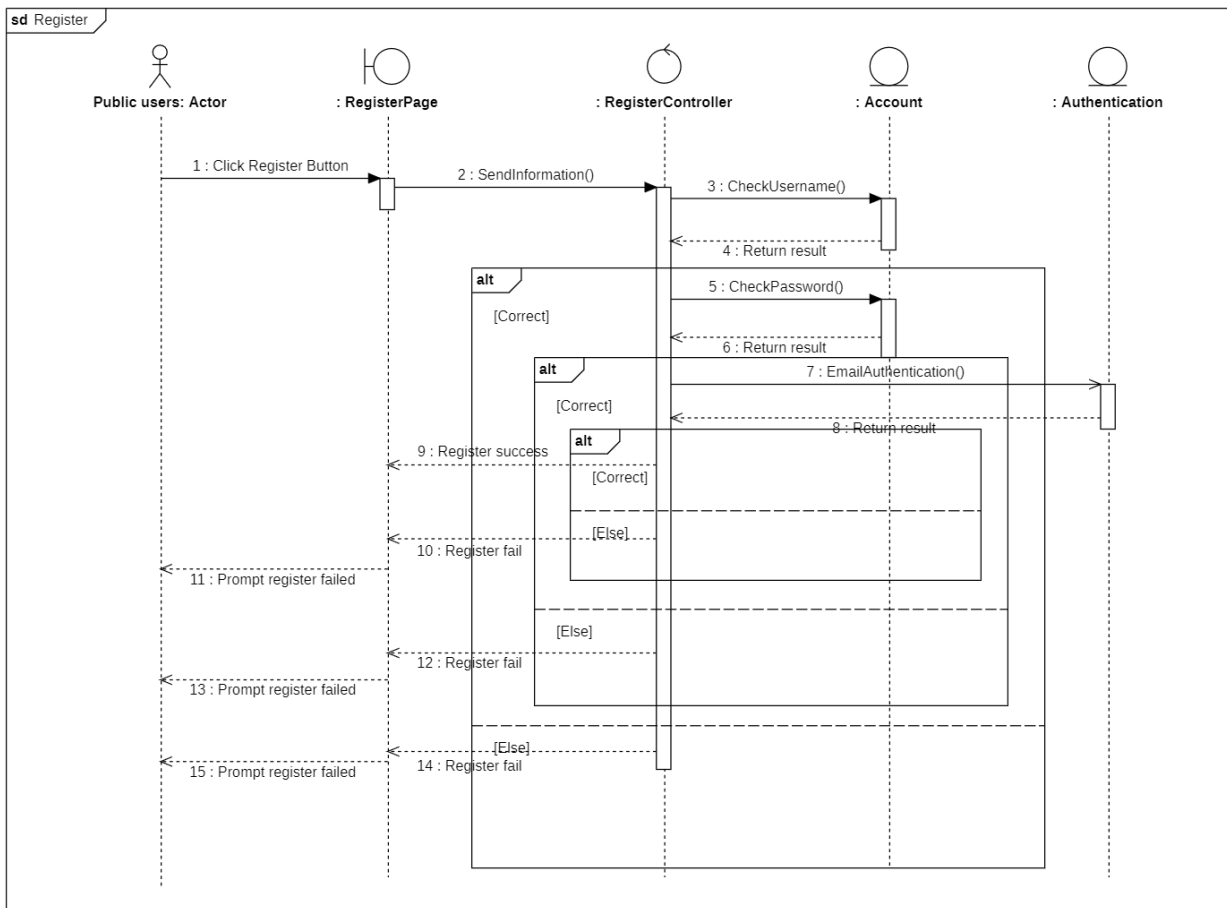 sd Register
Public users: Actor
: RegisterPage
: RegisterController
: Account
: Authentication
1 : Click Register Button
2 : SendInformation()
3 : CheckUsername()
4 : Return result
alt
5 : CheckPassword()
[Correct]
6 : Return result
alt
7 : EmailAuthentication()
[Correct]
8 : Return result
alt
9 : Register success
[Correct]
[Else]
10 : Register fail
11 : Prompt register failed
[Else]
12 : Register fail
13 : Prompt register failed
[Else]
14 : Register fail
15 : Prompt register failed